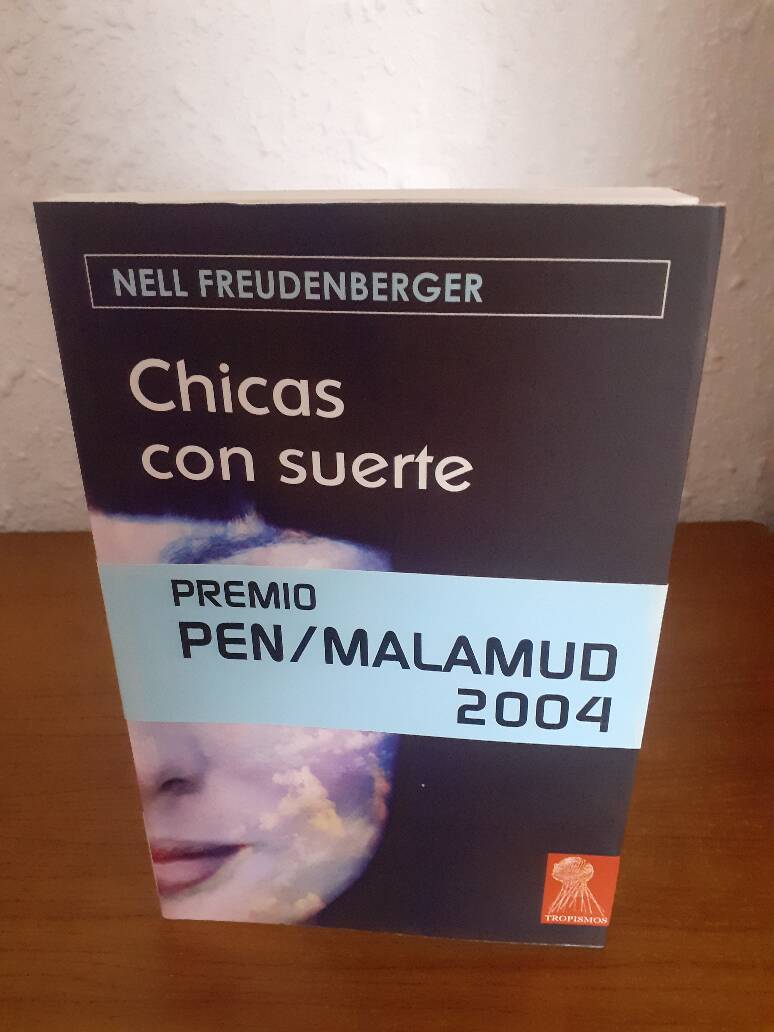 NELL FREUDENBERGER
Chicas
con suerte
PREMIO
PEN/MALAMUD
2004
TROPISMOS